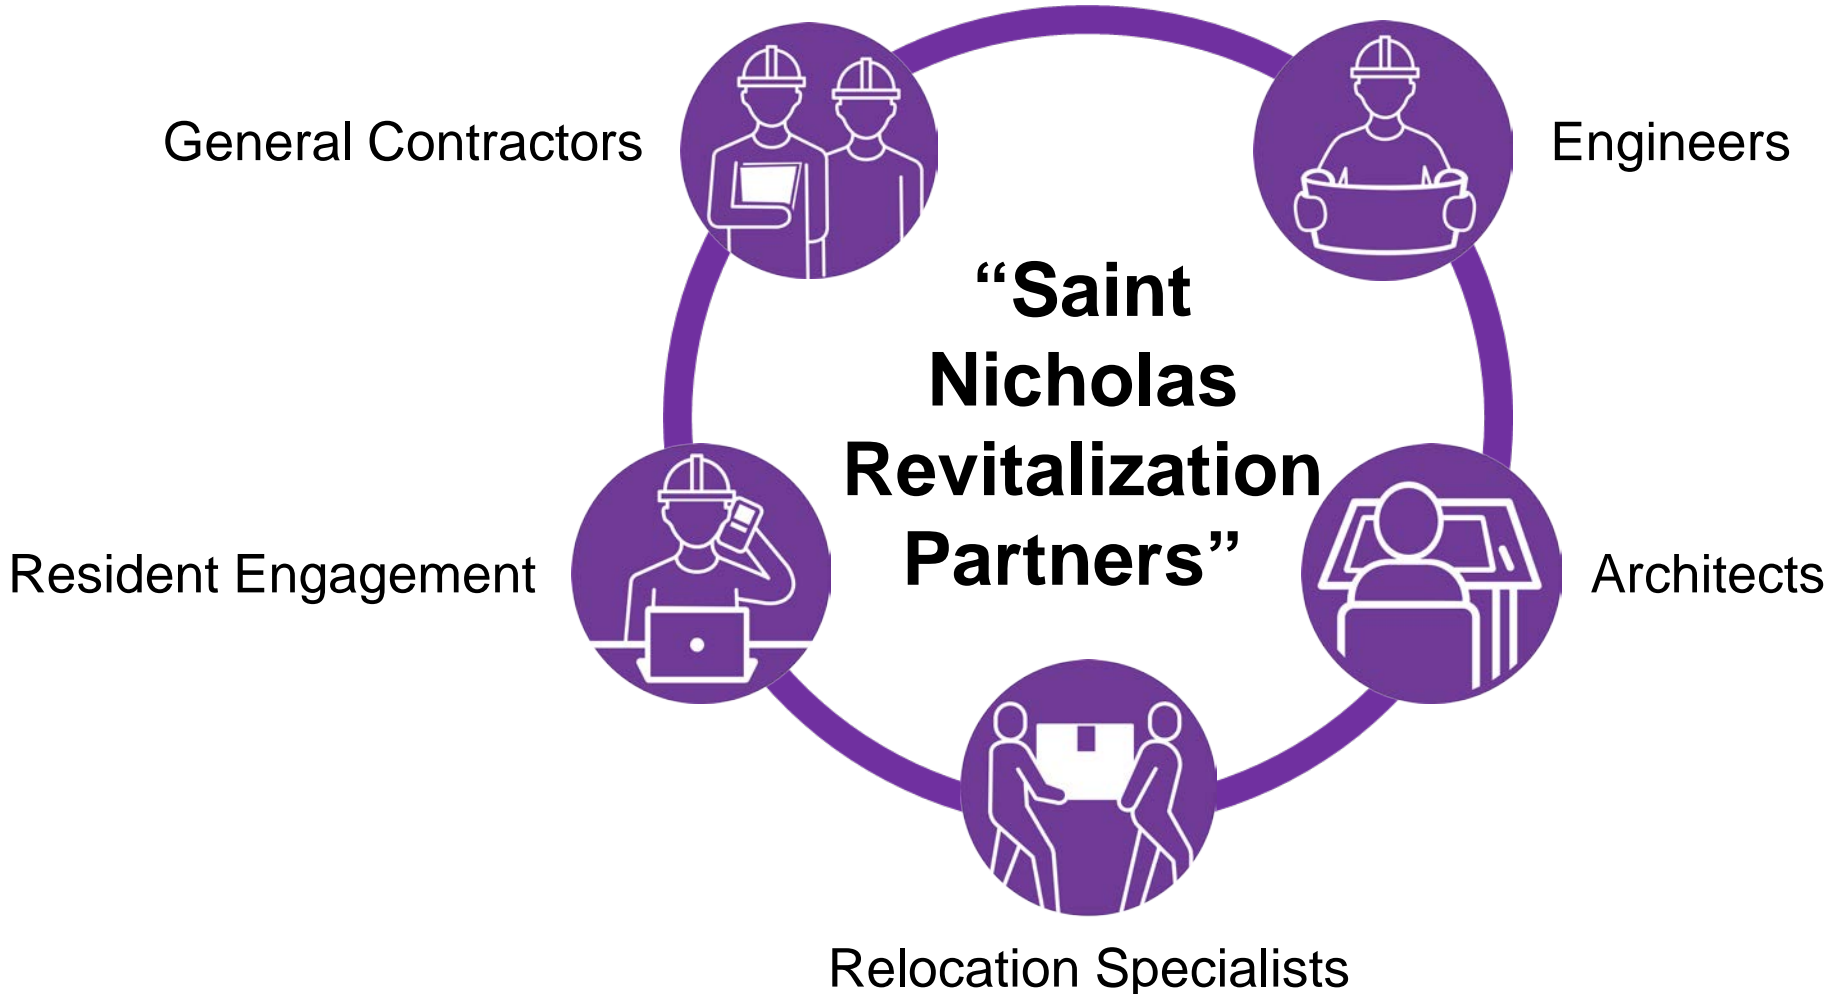 General Contractors
Engineers
“Saint
Nicholas
Revitalization
Partners”
Resident Engagement
Architects
Relocation Specialists